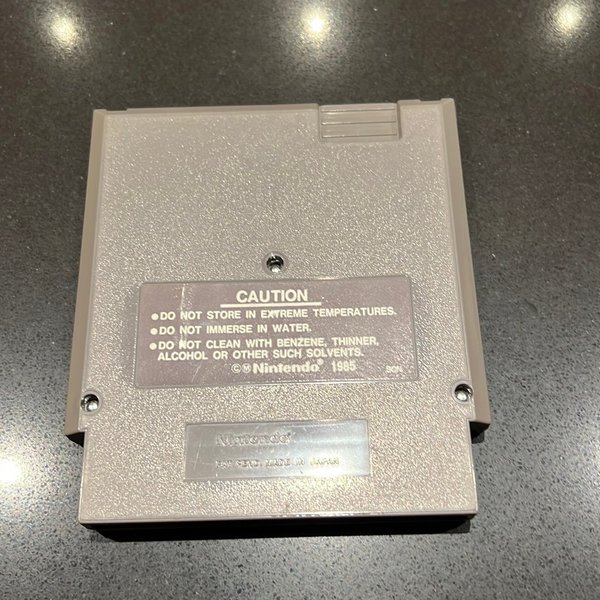 CAUTION
●DO NOT STORE IN EXTREME TEMPERATURES.
●DO NOT IMMERSE IN WATER.
●DO NOT CLEAN WITH BENZENE, THINNER,
ALCOHOL OR OTHER SUCH SOLVENTS.
©Ⓜ Nintendo® 1985
Nintendo®
MADE IN JAPAN